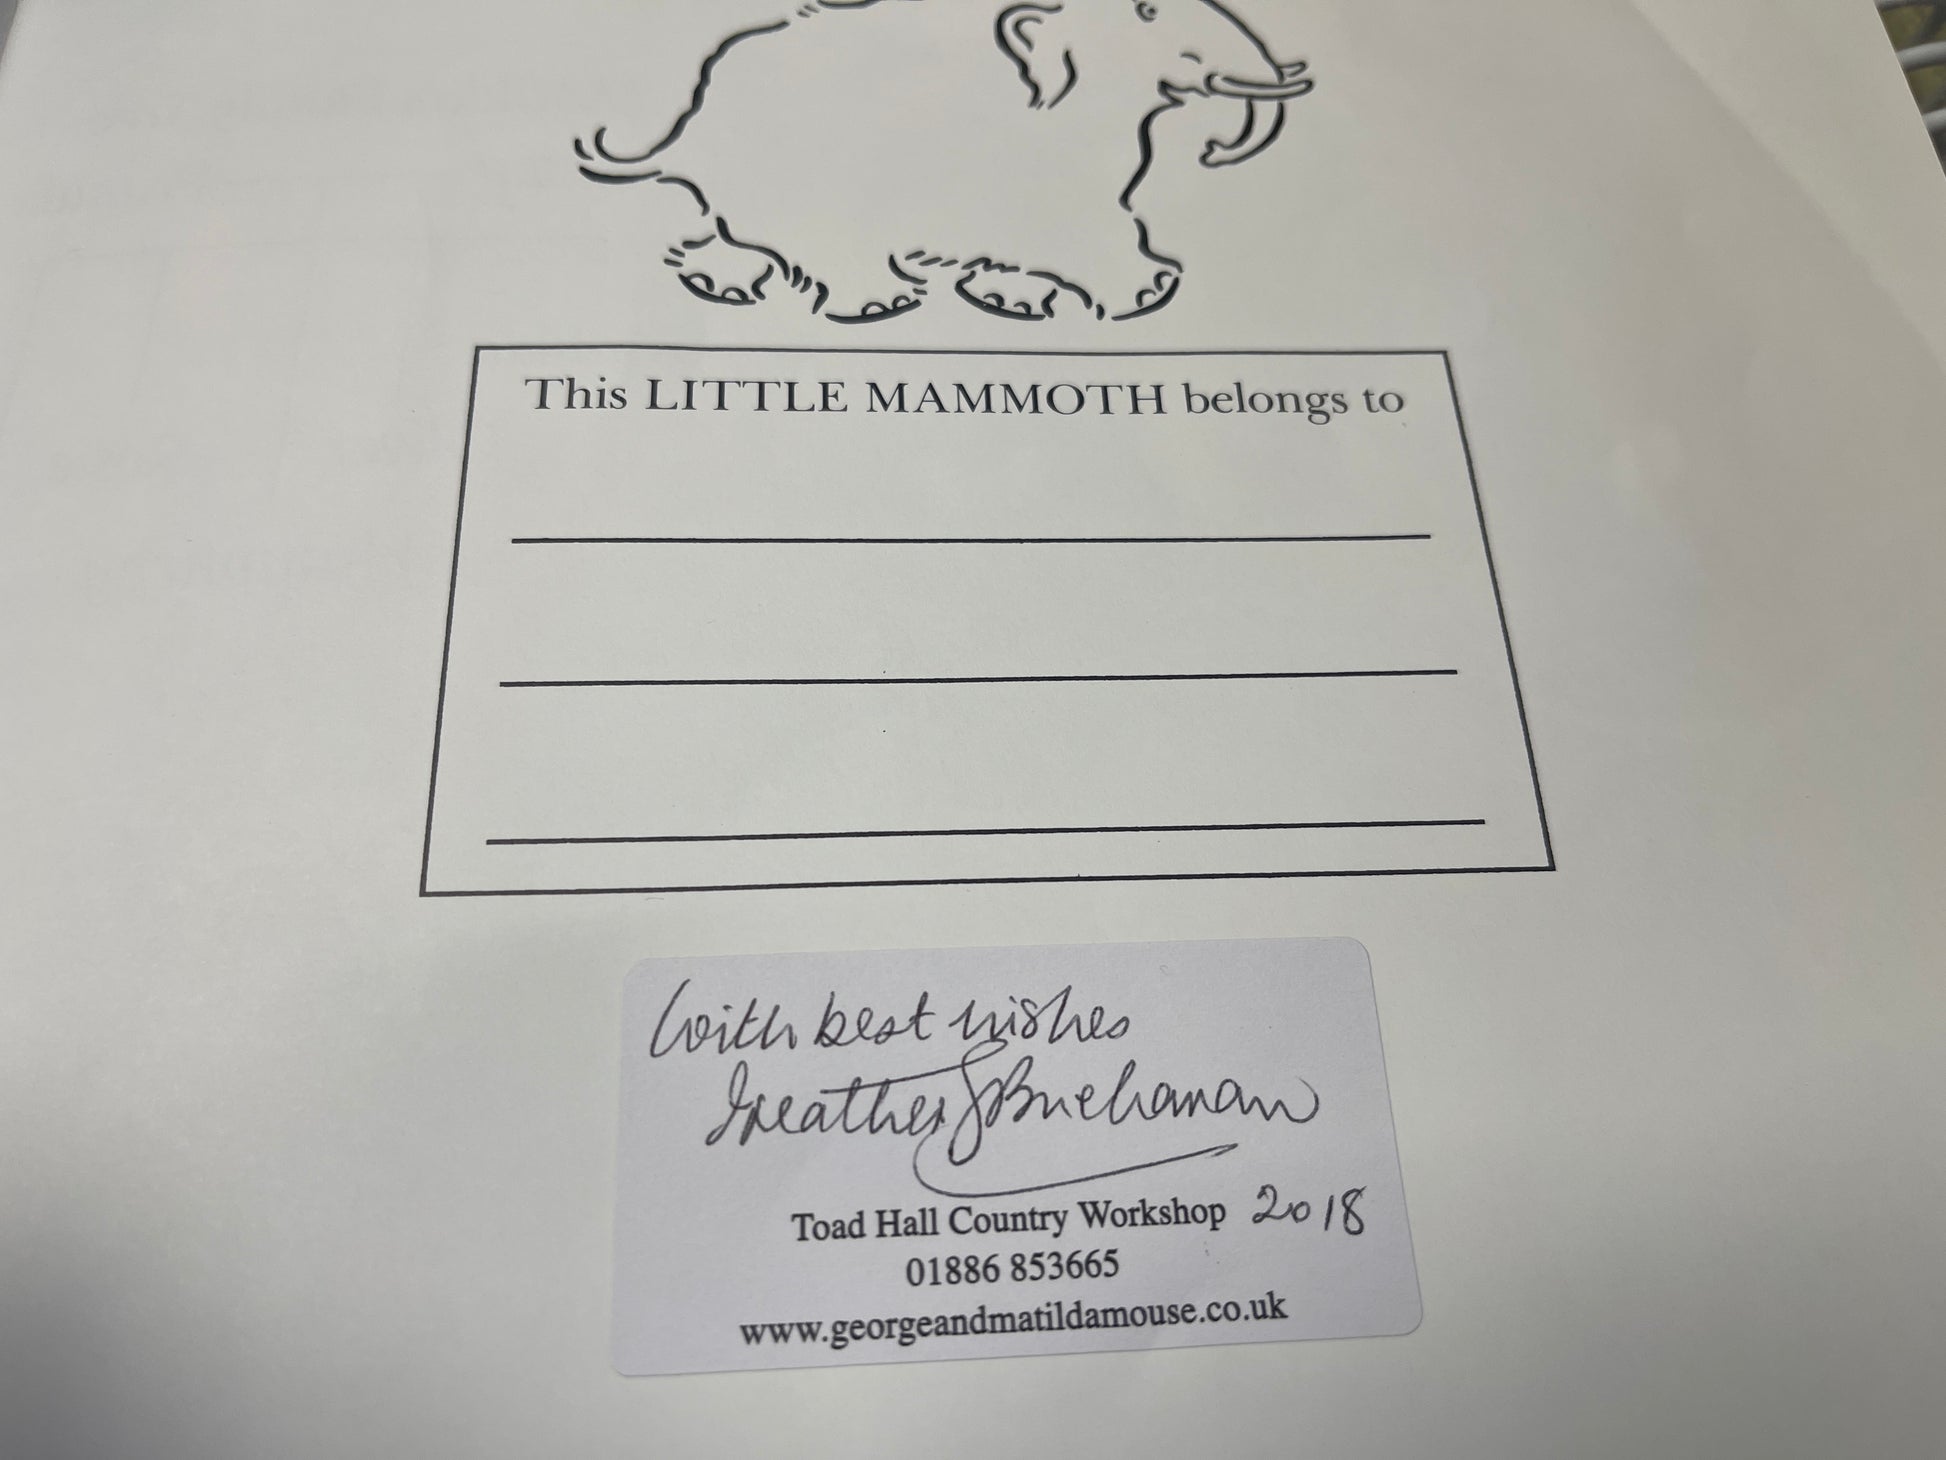 This LITTLE MAMMOTH belongs to
With best wishes
Heather S Buchanan
Toad Hall Country Workshop 2018
01886 853665
www.georgeandmatildamouse.co.uk